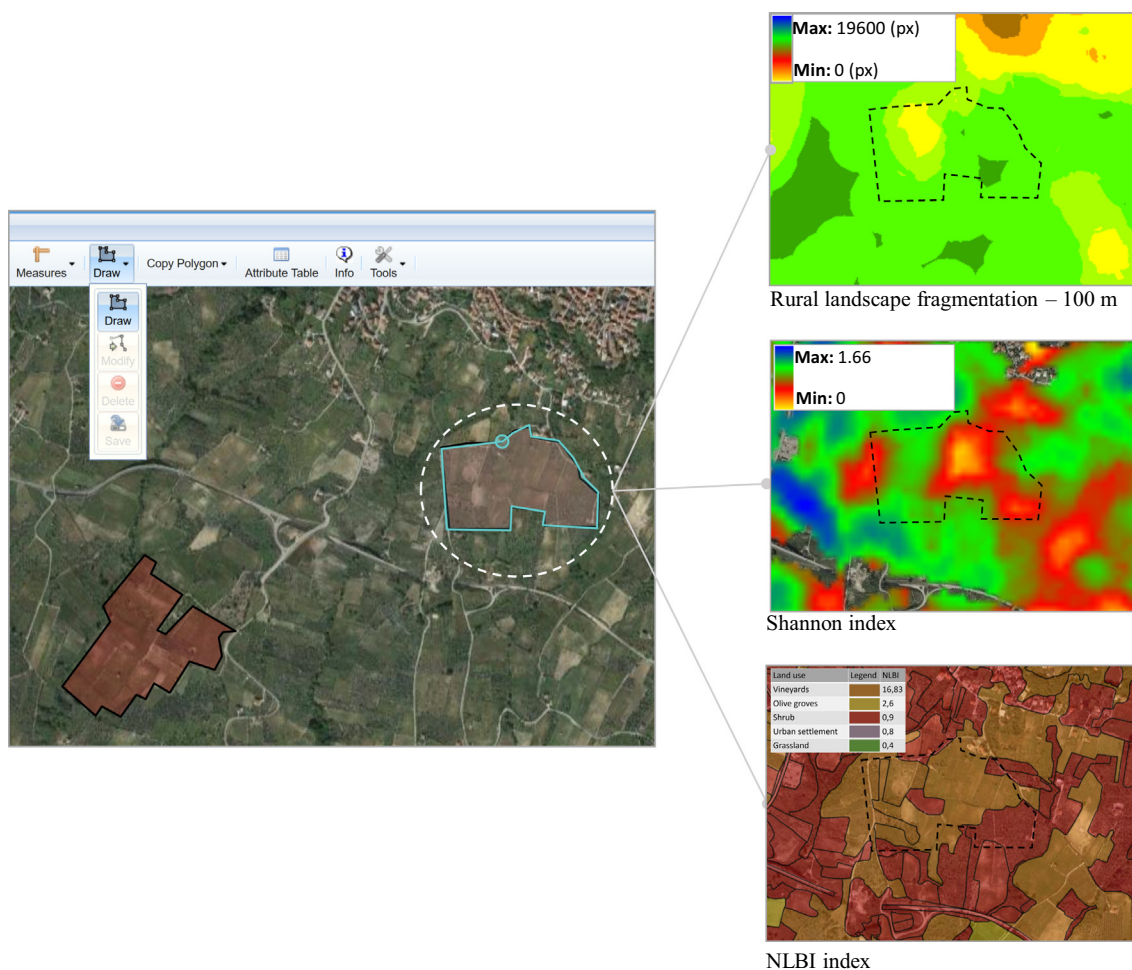 Measures
Draw
Copy Polygon
Attribute Table
Info
Tools
Draw
Modify
Delete
Save
Max: 19600 (px)
Min: 0 (px)
Rural landscape fragmentation – 100 m
Max: 1.66
Min: 0
Shannon index
Land use Legend NLBI
Vineyards 16,83
Olive groves 2,6
Shrub 0,9
Urban settlement 0,8
Grassland 0,4
NLBI index